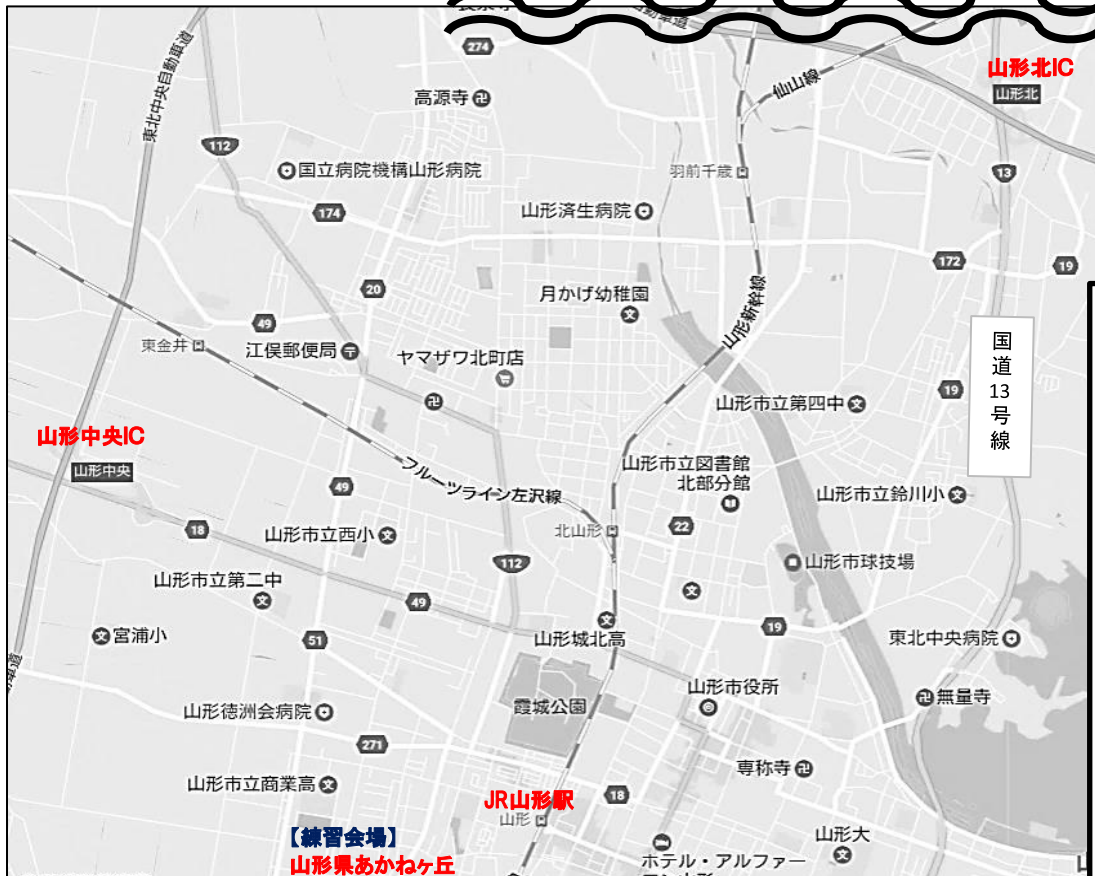 274
山形北IC
山形北
仙山線
東北中央自動車道
高源寺
112
国立病院機構山形病院
羽前千歳
13
174
山形済生病院
172
19
20
月かげ幼稚園
山形新幹線
49
東金井
江俣郵便局
ヤマザワ北町店
国道13号線
19
山形市立第四中
山形中央IC
山形中央
フルーツライン左沢線
山形市立図書館
北部分館
49
山形市立鈴川小
18
山形市立西小
北山形
22
112
山形市球技場
山形市立第二中
49
宮浦小
51
山形城北高
19
東北中央病院
山形市役所
無量寺
霞城公園
山形徳洲会病院
271
専称寺
山形市立商業高
JR山形駅
山形
18
【練習会場】
山形県あかねヶ丘
山形大
ホテル・アルファー